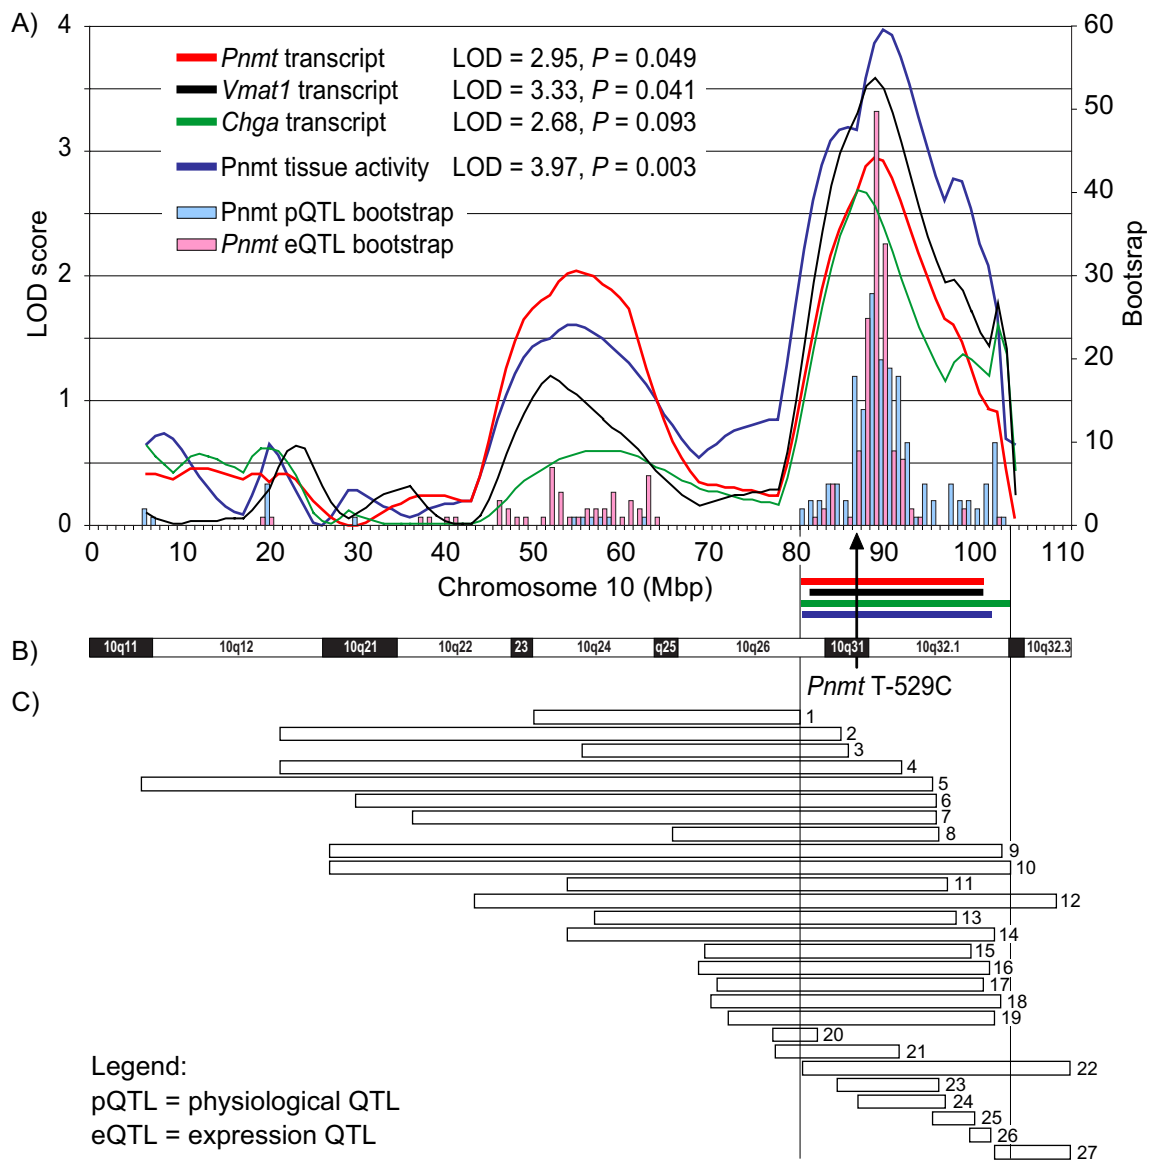 A)
4
3
2
1
0
LOD score
Pnmt transcript LOD = 2.95, P = 0.049
Vmat1 transcript LOD = 3.33, P = 0.041
Chga transcript LOD = 2.68, P = 0.093
Pnmt tissue activity LOD = 3.97, P = 0.003
Pnmt pQTL bootstrap
Pnmt eQTL bootstrap
60
50
40
30
20
10
0
Bootsrap
0 10 20 30 40 50 60 70 80 90 100 110
Chromosome 10 (Mbp)
B)
10q11 10q12 10q21 10q22 23 10q24 q25 10q26 10q31 10q32.1 10q32.3
Pnmt T-529C
C)
1
2
3
4
5
6
7
8
9
10
11
12
13
14
15
16
17
18
19
20
21
22
23
24
25
26
27
Legend:
pQTL = physiological QTL
eQTL = expression QTL